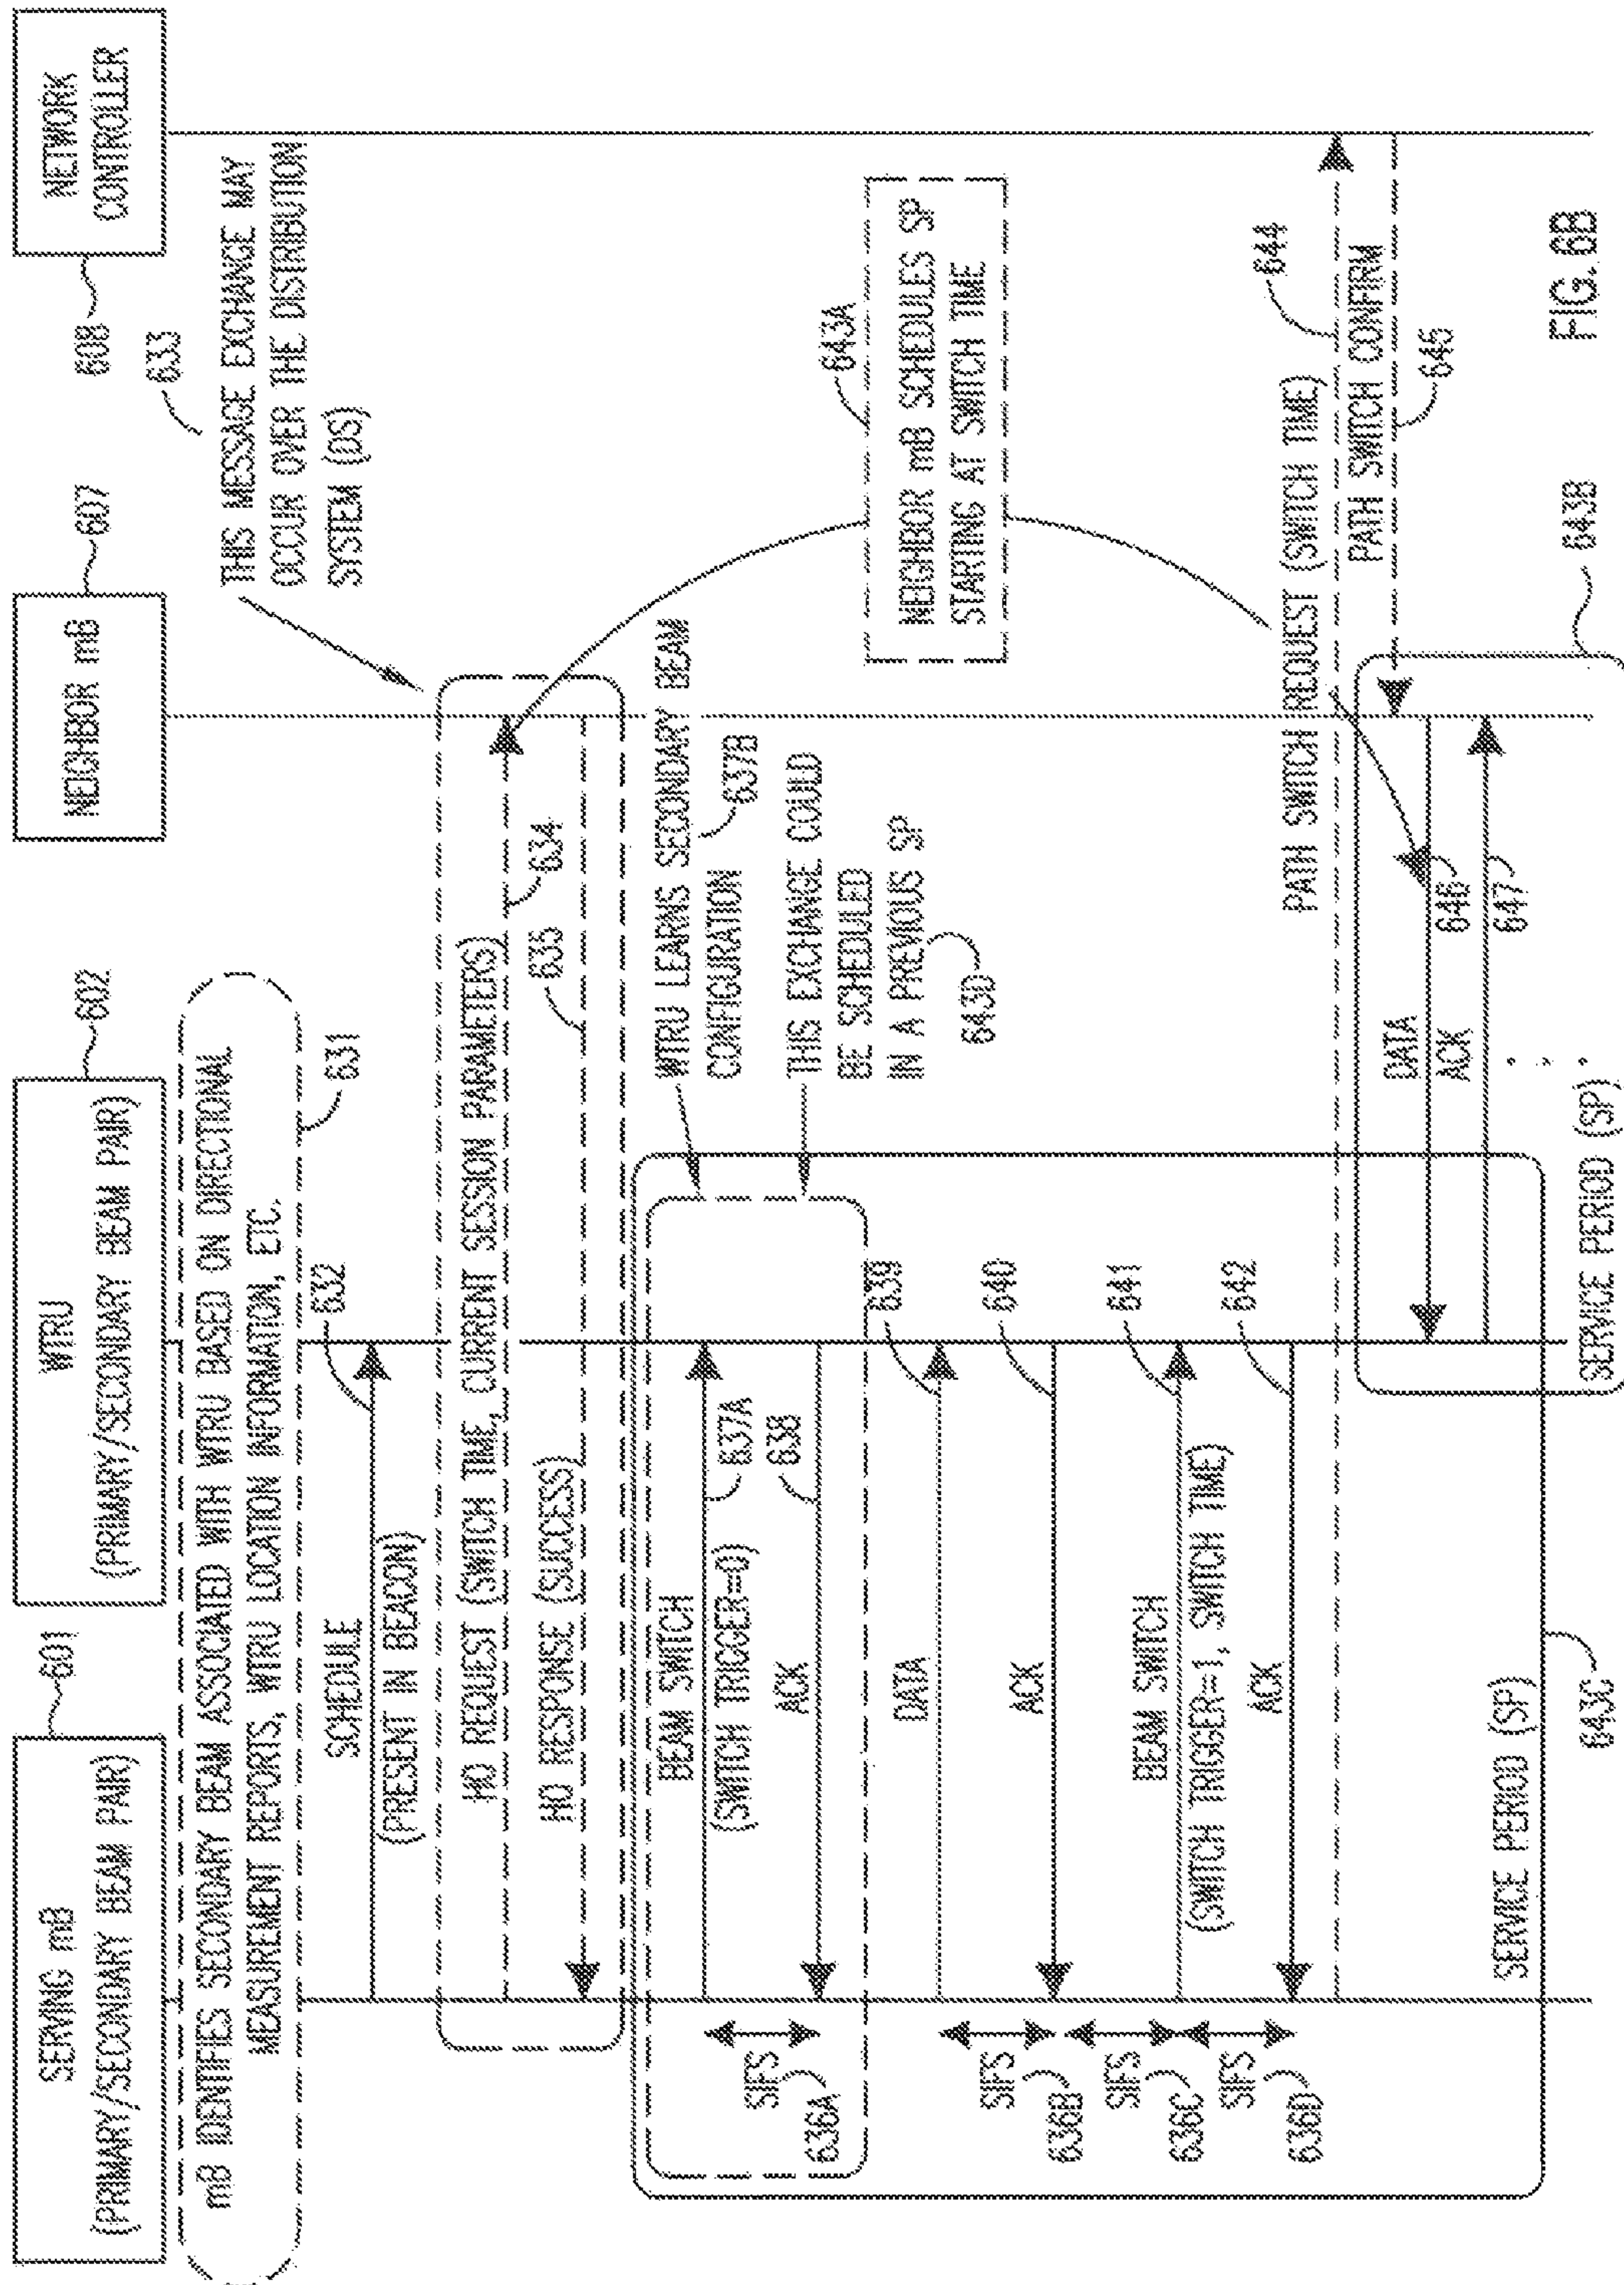 SERVING mB
(PRIMARY/SECONDARY BEAM PAIR)
601
WTRU
(PRIMARY/SECONDARY BEAM PAIR)
602
NEIGHBOR mB
607
NETWORK
CONTROLLER
608
mB IDENTIFIES SECONDARY BEAM ASSOCIATED WITH WTRU BASED ON DIRECTIONAL
MEASUREMENT REPORTS, WTRU LOCATION INFORMATION, ETC.
631
THIS MESSAGE EXCHANGE MAY
OCCUR OVER THE DISTRIBUTION
SYSTEM (DS)
633
SCHEDULE
(PRESENT IN BEACON)
632
HO REQUEST (SWITCH TIME, CURRENT SESSION PARAMETERS)
634
HO RESPONSE (SUCCESS)
635
BEAM SWITCH
(SWITCH TRIGGER=0)
637A
WTRU LEARNS SECONDARY BEAM
CONFIGURATION
637B
SIFS
636A
ACK
638
THIS EXCHANGE COULD
BE SCHEDULED
IN A PREVIOUS SP
643D
NEIGHBOR mB SCHEDULES SP
STARTING AT SWITCH TIME
643A
DATA
639
SIFS
636B
ACK
640
SIFS
636C
BEAM SWITCH
(SWITCH TRIGGER=1, SWITCH TIME)
641
SIFS
636D
ACK
642
PATH SWITCH REQUEST (SWITCH TIME)
644
PATH SWITCH CONFIRM
645
DATA
646
ACK
647
SERVICE PERIOD (SP)
643C
SERVICE PERIOD (SP)
643B
FIG. 6B